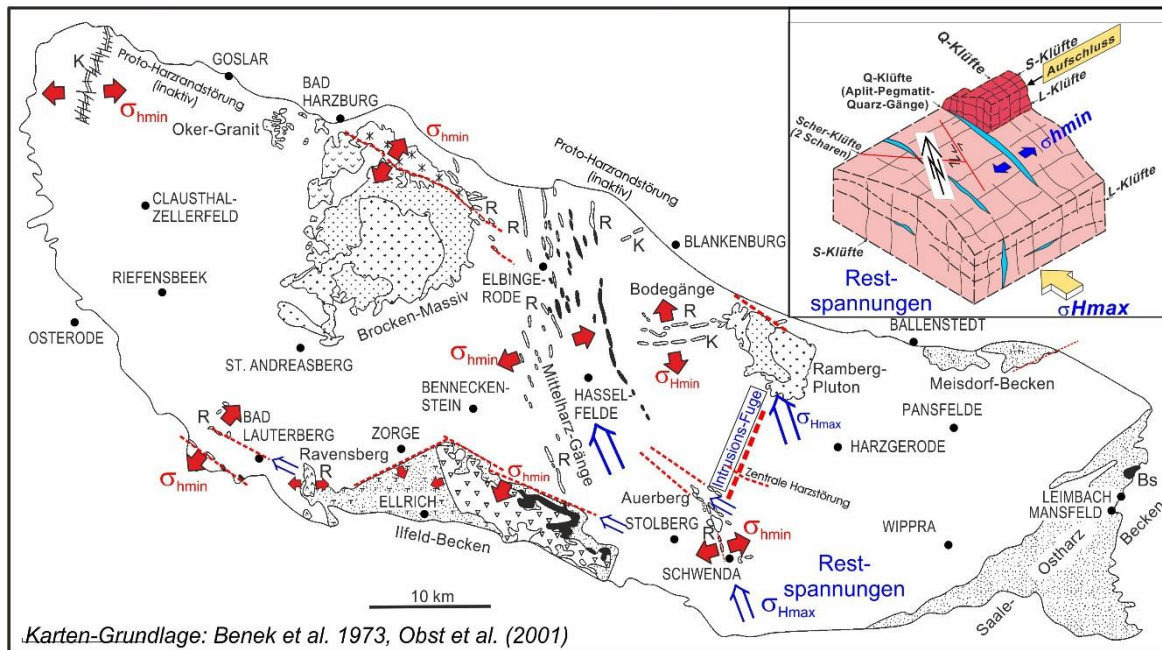 K
Proto-Harzrandstörung
(Inaktiv)
σhmin
GOSLAR
BAD
HARZBURG
Oker-Granit
σhmin
CLAUSTHAL-
ZELLERFELD
RIEFENSBEEK
OSTERODE
ST. ANDREASBERG
Brocken-Massiv
R
Proto-Harzrandstörung
(Inaktiv)
R
K
ELBINGE-
RODE
R
BLANKENBURG
Bodegänge
R
K
σHmin
σhmin
BENNECKEN-
STEIN
Mittelharz-Gänge
HASSEL-
FELDE
R
Ramberg-
Pluton
σHmax
BALLENSTEDT
Meisdorf-Becken
PANSFELDE
HARZGERODE
R
BAD
LAUTERBERG
σhmin
Ravensberg
R
ZORGE
ELLRICH
Ilfeld-Becken
σhmin
Intrusions-Fuge
Zentrale Harzstörung
Auerberg
STOLBERG
R
σhmin
SCHWENDA
WIPPRA
Rest-
spannungen
σHmax
Bs
LEIMBACH
MANSFELD
Saale-
Ostharz
Becken
10 km
Karten-Grundlage: Benek et al. 1973, Obst et al. (2001)
Q-Klüfte
S-Klüfte
Aufschluss
Q-Klüfte
(Aplit-Pegmatit-
Quarz-Gänge)
L-Klüfte
Scher-Klüfte
(2 Scharen)
N
σhmin
L-Klüfte
S-Klüfte
Rest-
spannungen
σHmax